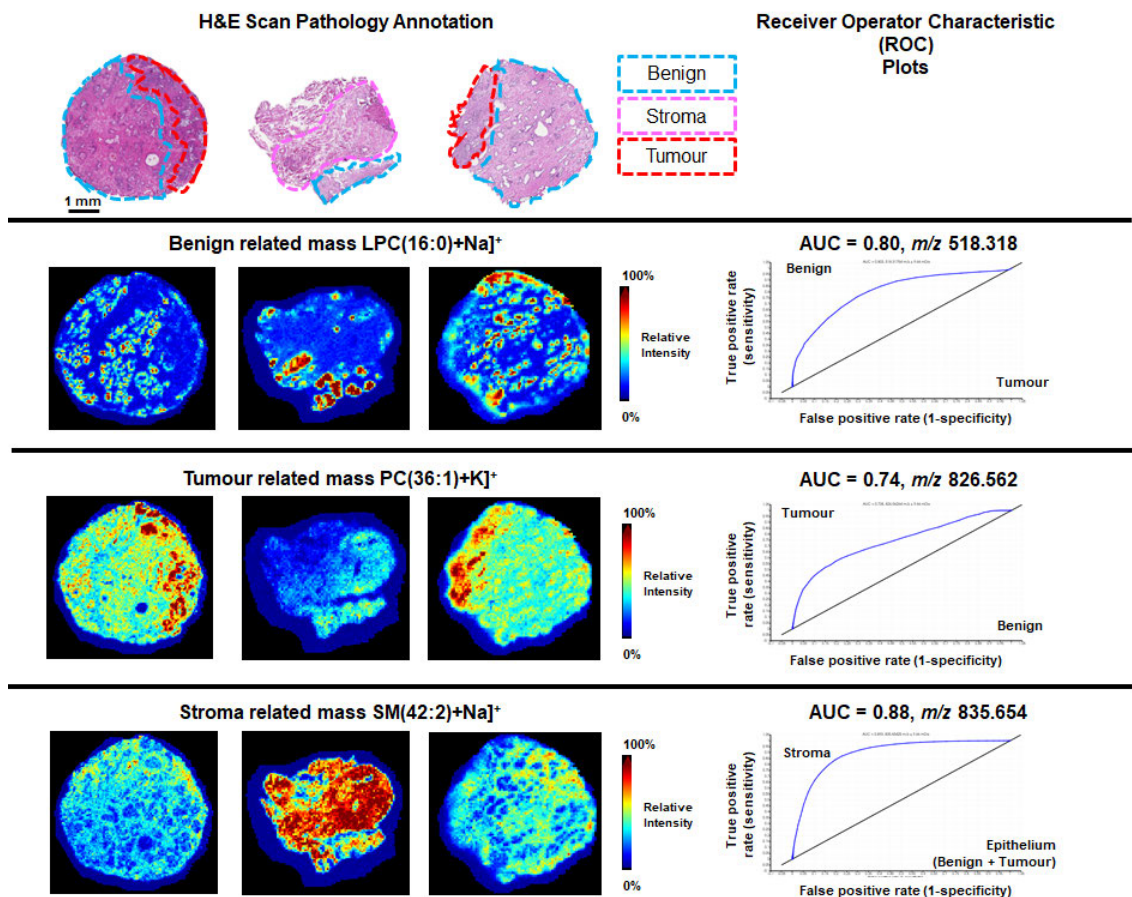 H&E Scan Pathology Annotation
Receiver Operator Characteristic
(ROC)
Plots
Benign
Stroma
Tumour
1 mm
Benign related mass LPC(16:0)+Na]+
AUC = 0.80, m/z 518.318
100%
Relative
Intensity
0%
Benign
Tumour
True positive rate
(sensitivity)
False positive rate (1-specificity)
Tumour related mass PC(36:1)+K]+
AUC = 0.74, m/z 826.562
100%
Relative
Intensity
0%
Tumour
Benign
True positive
rate (sensitivity)
False positive rate (1-specificity)
Stroma related mass SM(42:2)+Na]+
AUC = 0.88, m/z 835.654
100%
Relative
Intensity
0%
Stroma
Epithelium
(Benign + Tumour)
True positive
rate (sensitivity)
False positive rate (1-specificity)